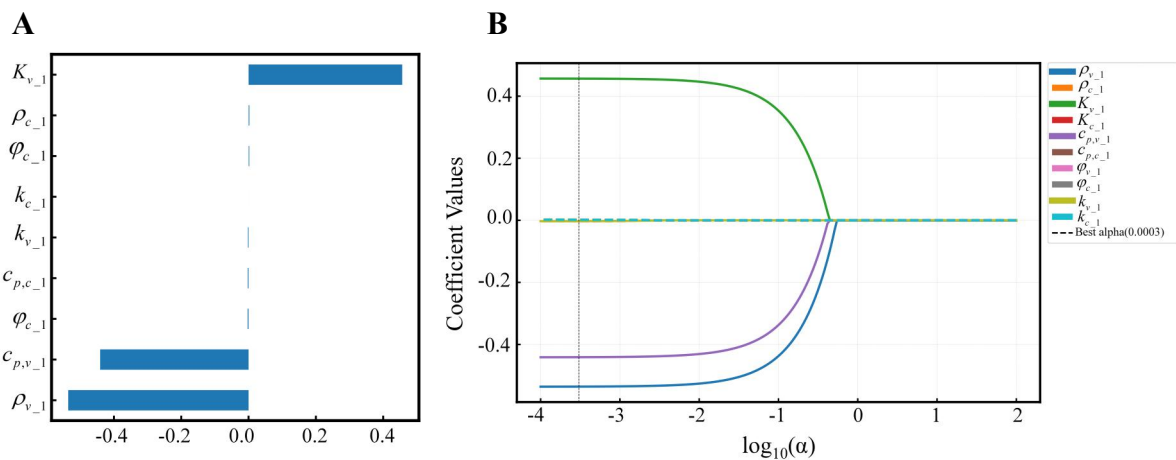 A
K_{v_1}
ρ_{c_1}
φ_{c_1}
k_{c_1}
k_{v_1}
c_{p,c_1}
φ_{c_1}
c_{p,v_1}
ρ_{v_1}
-0.4 -0.2 0.0 0.2 0.4
B
Coefficient Values
0.4
0.2
0.0
-0.2
-0.4
-4 -3 -2 -1 0 1 2
log₁₀(α)
ρ_{v_1}
ρ_{c_1}
K_{v_1}
K_{c_1}
c_{p,v_1}
c_{p,c_1}
φ_{v_1}
φ_{c_1}
k_{v_1}
k_{c_1}
Best alpha(0.0003)